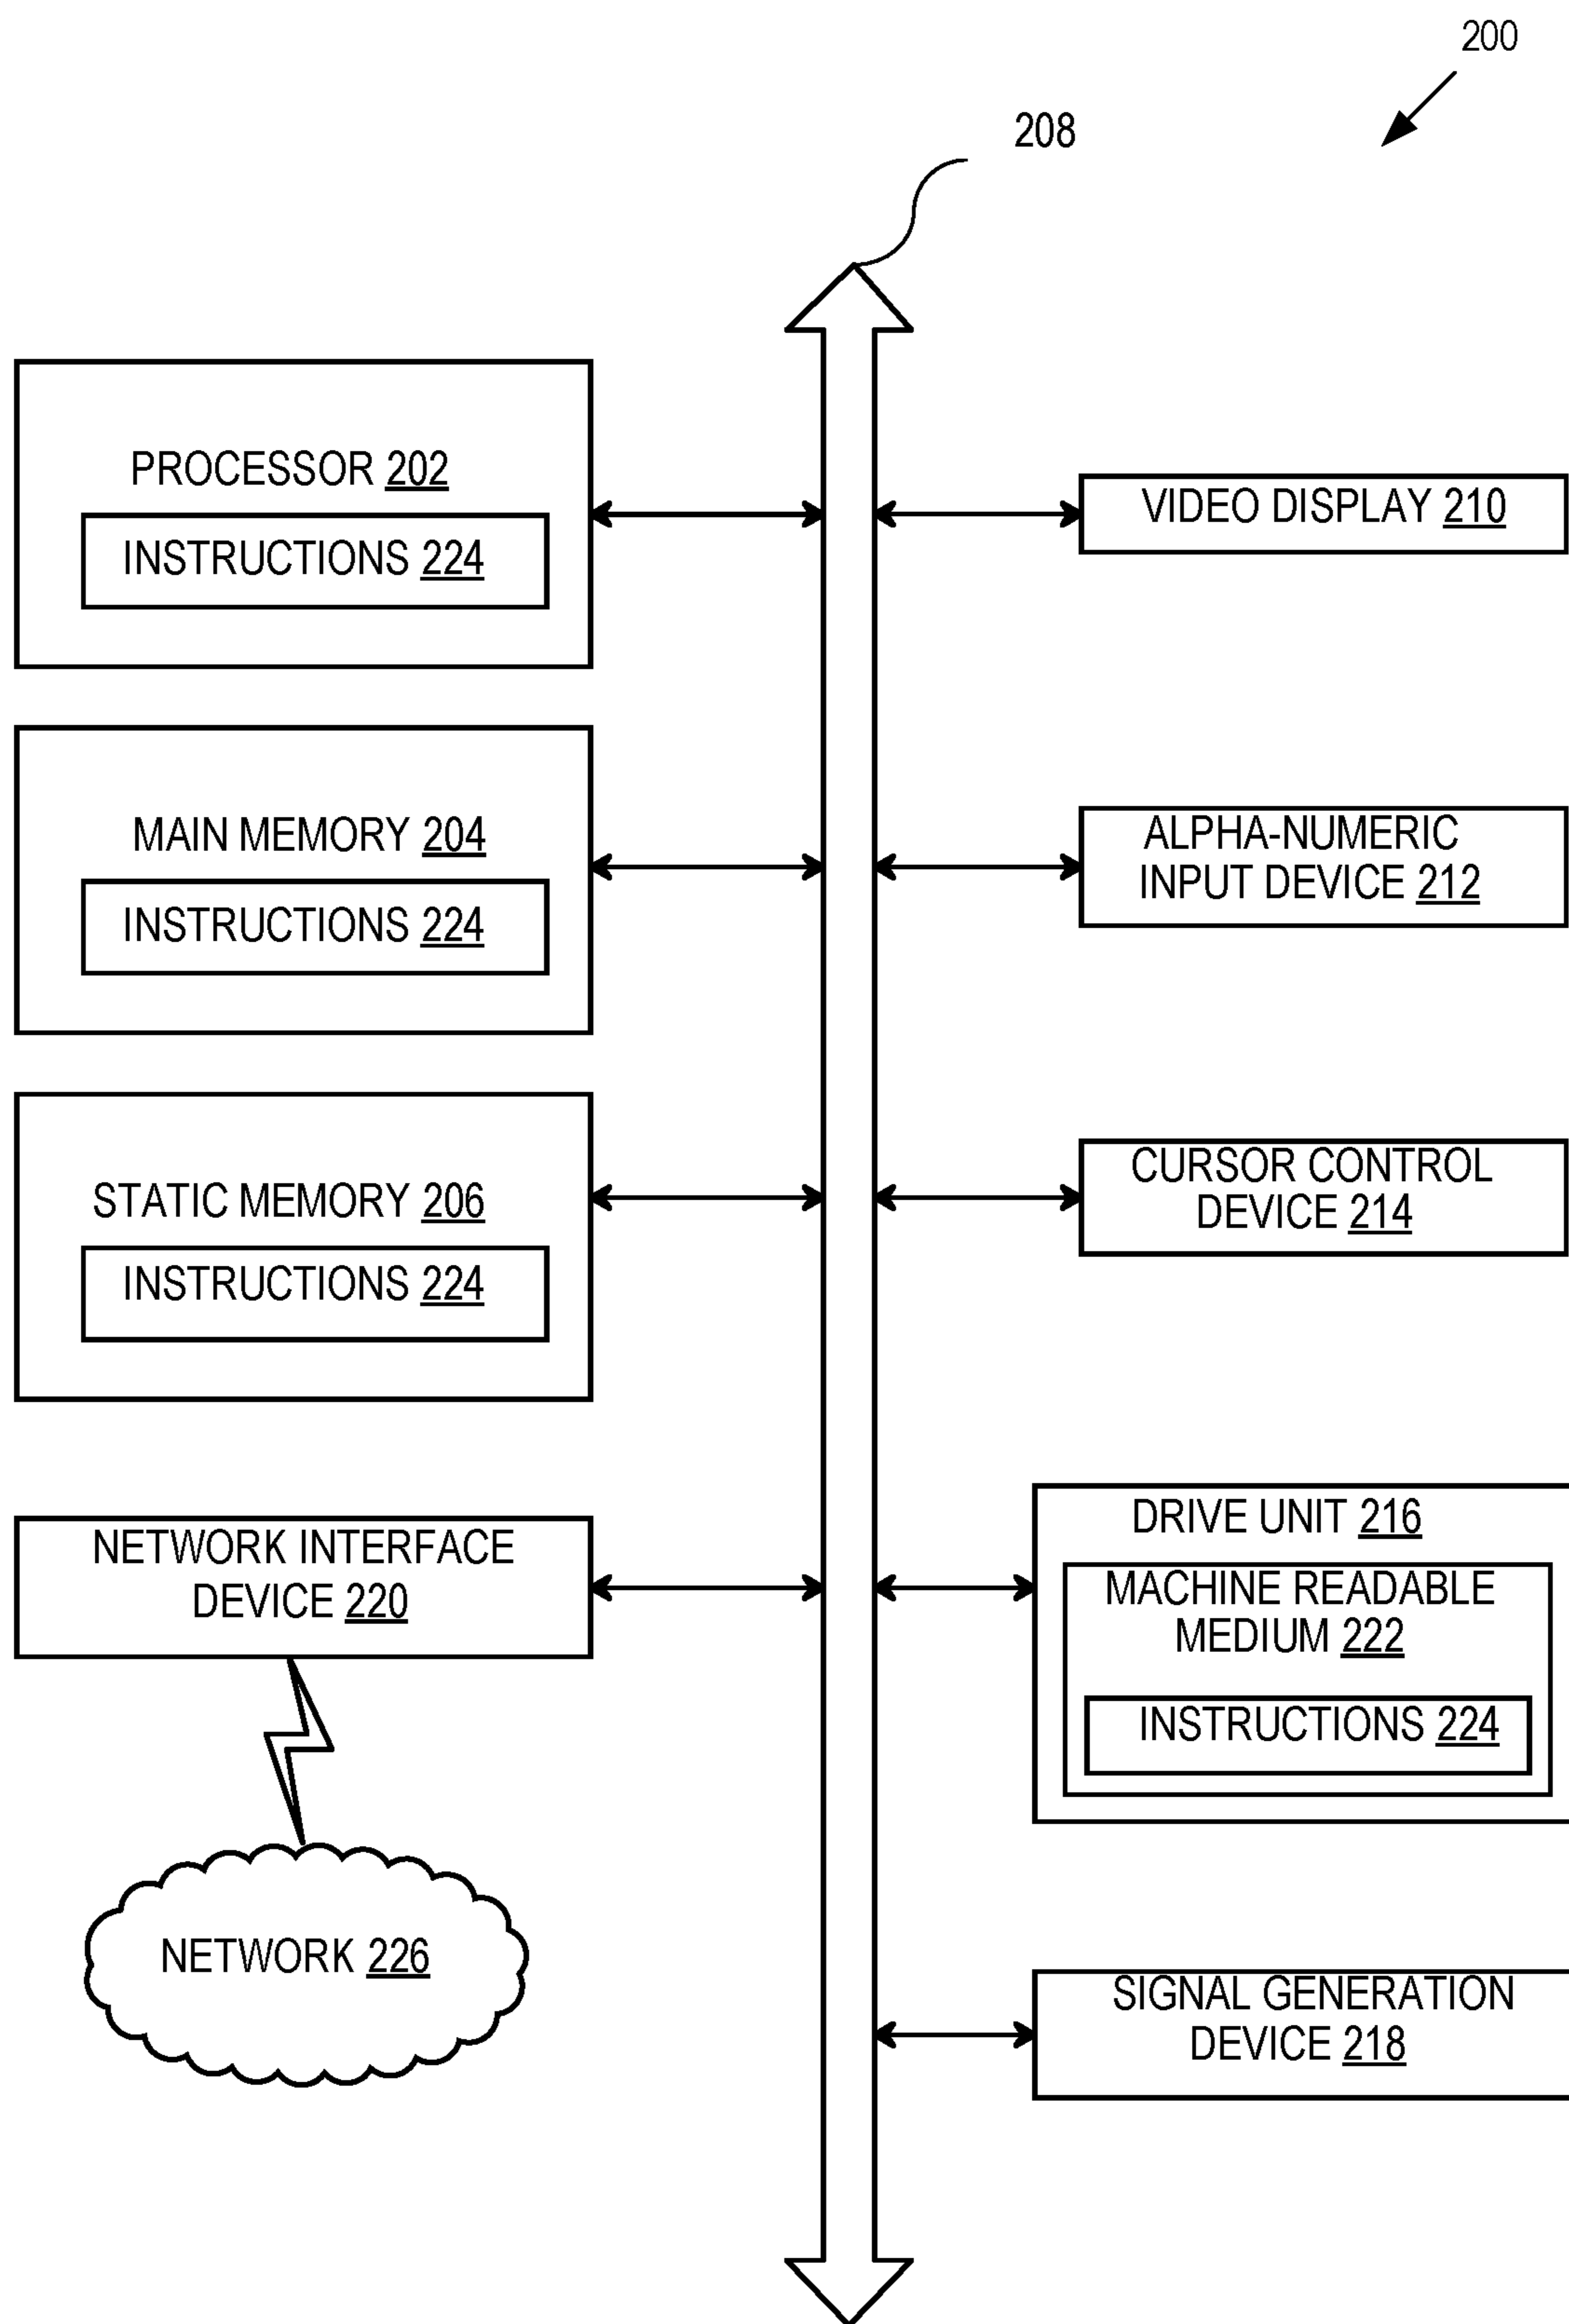 200
208
PROCESSOR 202
INSTRUCTIONS 224
MAIN MEMORY 204
INSTRUCTIONS 224
STATIC MEMORY 206
INSTRUCTIONS 224
NETWORK INTERFACE
DEVICE 220
NETWORK 226
VIDEO DISPLAY 210
ALPHA-NUMERIC
INPUT DEVICE 212
CURSOR CONTROL
DEVICE 214
DRIVE UNIT 216
MACHINE READABLE
MEDIUM 222
INSTRUCTIONS 224
SIGNAL GENERATION
DEVICE 218